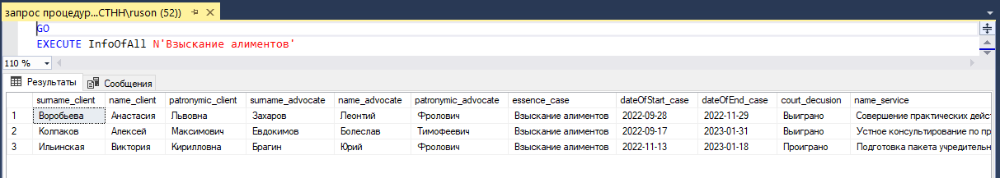 запрос процедур...СТНН\ruson (52))
GO
EXECUTE InfoOfAll N'Взыскание алиментов'
110 %
Результаты Сообщения
surname_client name_client patronymic_client surname_advocate name_advocate patronymic_advocate essence_case dateOfStart_case dateOfEnd_case court_decusion name_service
1 Воробьева Анастасия Львовна Захаров Леонтий Фролович Взыскание алиментов 2022-09-28 2022-11-29 Выиграно Совершение практических дейс
2 Колпаков Алексей Максимович Евдокимов Болеслав Тимофеевич Взыскание алиментов 2022-09-17 2023-01-31 Выиграно Устное консультирование по пр
3 Ильинская Виктория Кирилловна Брагин Юрий Фролович Взыскание алиментов 2022-11-13 2023-01-18 Проиграно Подготовка пакета учредительн